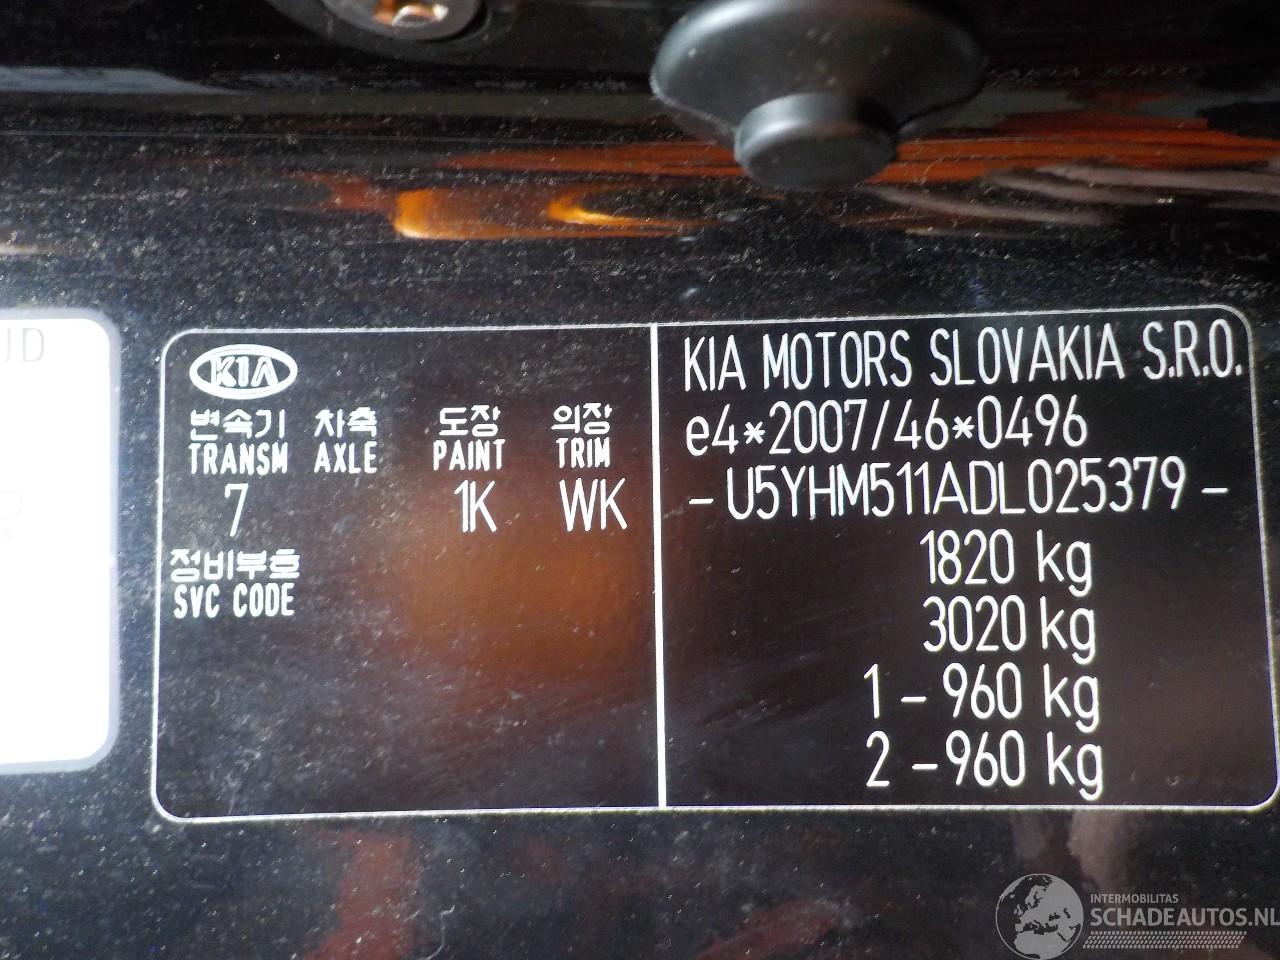 UD
KIA
변속기 차축 도장 의장
TRANSM AXLE PAINT TRIM
7 1K WK
정비부호
SVC CODE
KIA MOTORS SLOVAKIA S.R.O.
e4*2007/46*0496
- U5YHM511ADL025379 -
1820 kg
3020 kg
1 - 960 kg
2 - 960 kg
INTERMOBILITAS
SCHADEAUTOS.NL